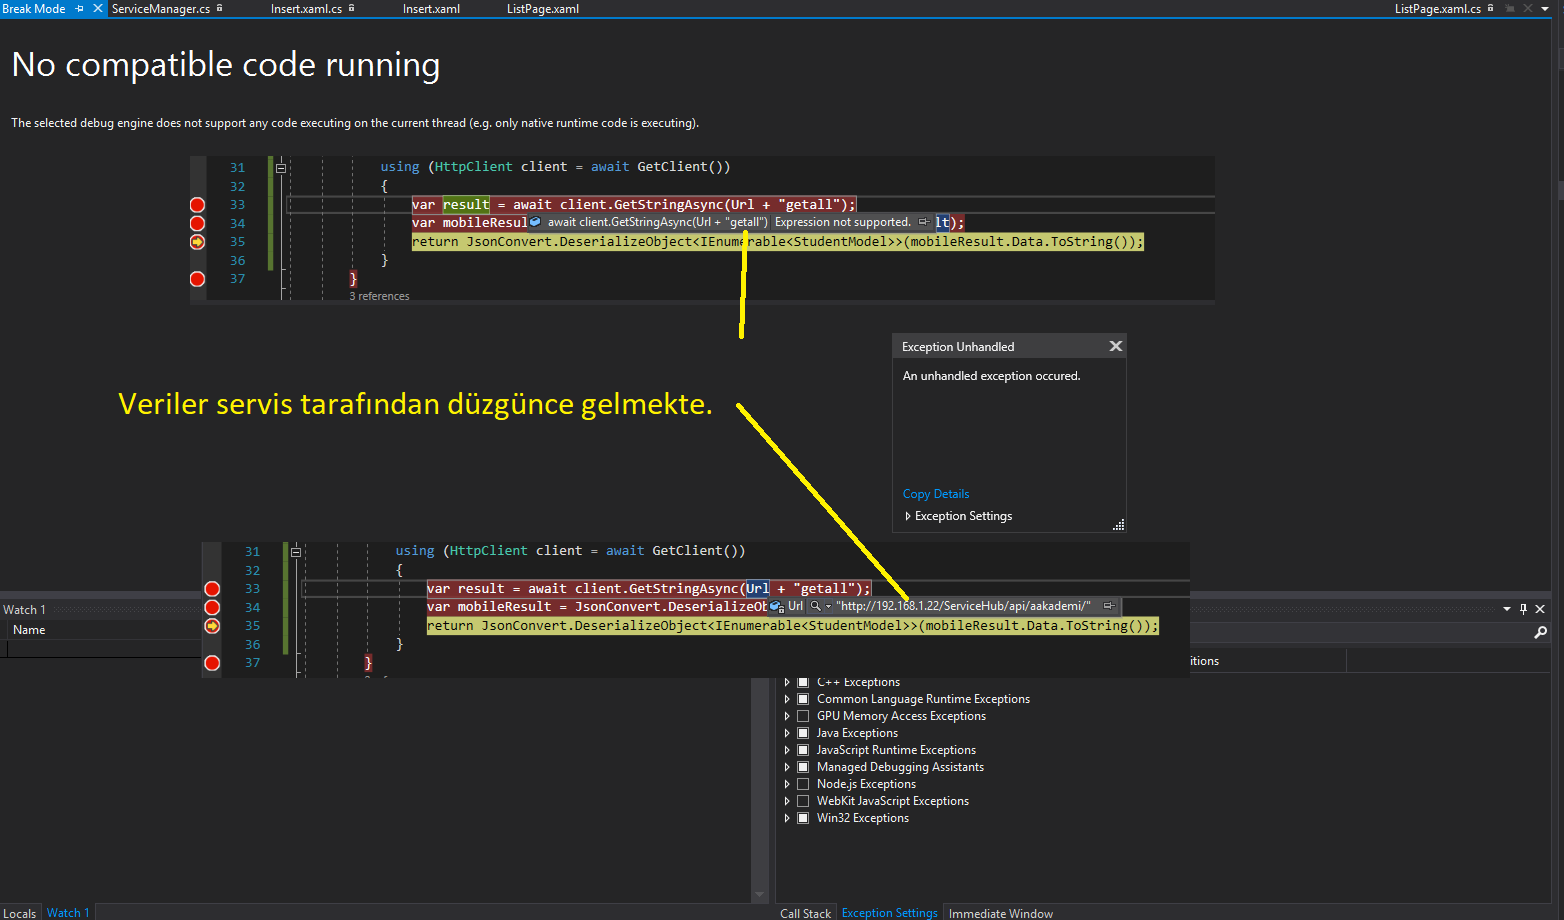 Break Mode ServiceManager.cs Insert.xaml.cs Insert.xaml ListPage.xaml ListPage.xaml.cs
No compatible code running
The selected debug engine does not support any code executing on the current thread (e.g. only native runtime code is executing).
31 using (HttpClient client = await GetClient())
32 {
33 var result = await client.GetStringAsync(Url + "getall");
34 var mobileResul await client.GetStringAsync(Url + "getall") Expression not supported. lt);
35 return JsonConvert.DeserializeObject<IEnumerable<StudentModel>>(mobileResult.Data.ToString());
36 }
37 }
3 references
Exception Unhandled
An unhandled exception occured.
Veriler servis tarafından düzgünce gelmekte.
Copy Details
Exception Settings
31 using (HttpClient client = await GetClient())
32 {
33 var result = await client.GetStringAsync(Url + "getall");
34 var mobileResult = JsonConvert.DeserializeOb Url "http://192.168.1.22/ServiceHub/api/aakademi/"
35 return JsonConvert.DeserializeObject<IEnumerable<StudentModel>>(mobileResult.Data.ToString());
36 }
37 }
Watch 1
Name
itions
C++ Exceptions
Common Language Runtime Exceptions
GPU Memory Access Exceptions
Java Exceptions
JavaScript Runtime Exceptions
Managed Debugging Assistants
Node.js Exceptions
WebKit JavaScript Exceptions
Win32 Exceptions
Locals Watch 1 Call Stack Exception Settings Immediate Window